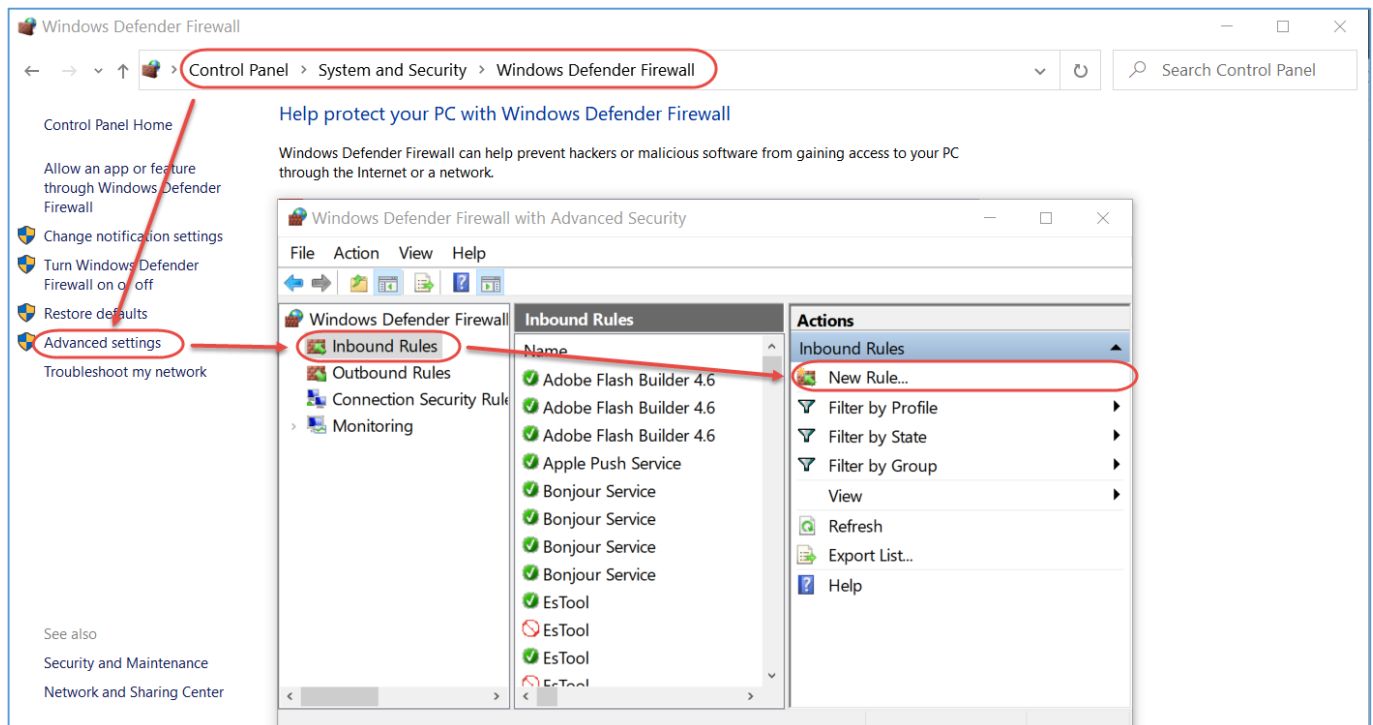 Windows Defender Firewall
Control Panel > System and Security > Windows Defender Firewall
Search Control Panel
Control Panel Home
Allow an app or feature
through Windows Defender
Firewall
Change notification settings
Turn Windows Defender
Firewall on or off
Restore defaults
Advanced settings
Troubleshoot my network
See also
Security and Maintenance
Network and Sharing Center
Help protect your PC with Windows Defender Firewall
Windows Defender Firewall can help prevent hackers or malicious software from gaining access to your PC
through the Internet or a network.
Windows Defender Firewall with Advanced Security
File Action View Help
Windows Defender Firewall
Inbound Rules
Outbound Rules
Connection Security Rule
Monitoring
Inbound Rules
Name
Adobe Flash Builder 4.6
Adobe Flash Builder 4.6
Adobe Flash Builder 4.6
Apple Push Service
Bonjour Service
Bonjour Service
Bonjour Service
Bonjour Service
EsTool
EsTool
EsTool
EsTool
Actions
Inbound Rules
New Rule...
Filter by Profile
Filter by State
Filter by Group
View
Refresh
Export List...
Help